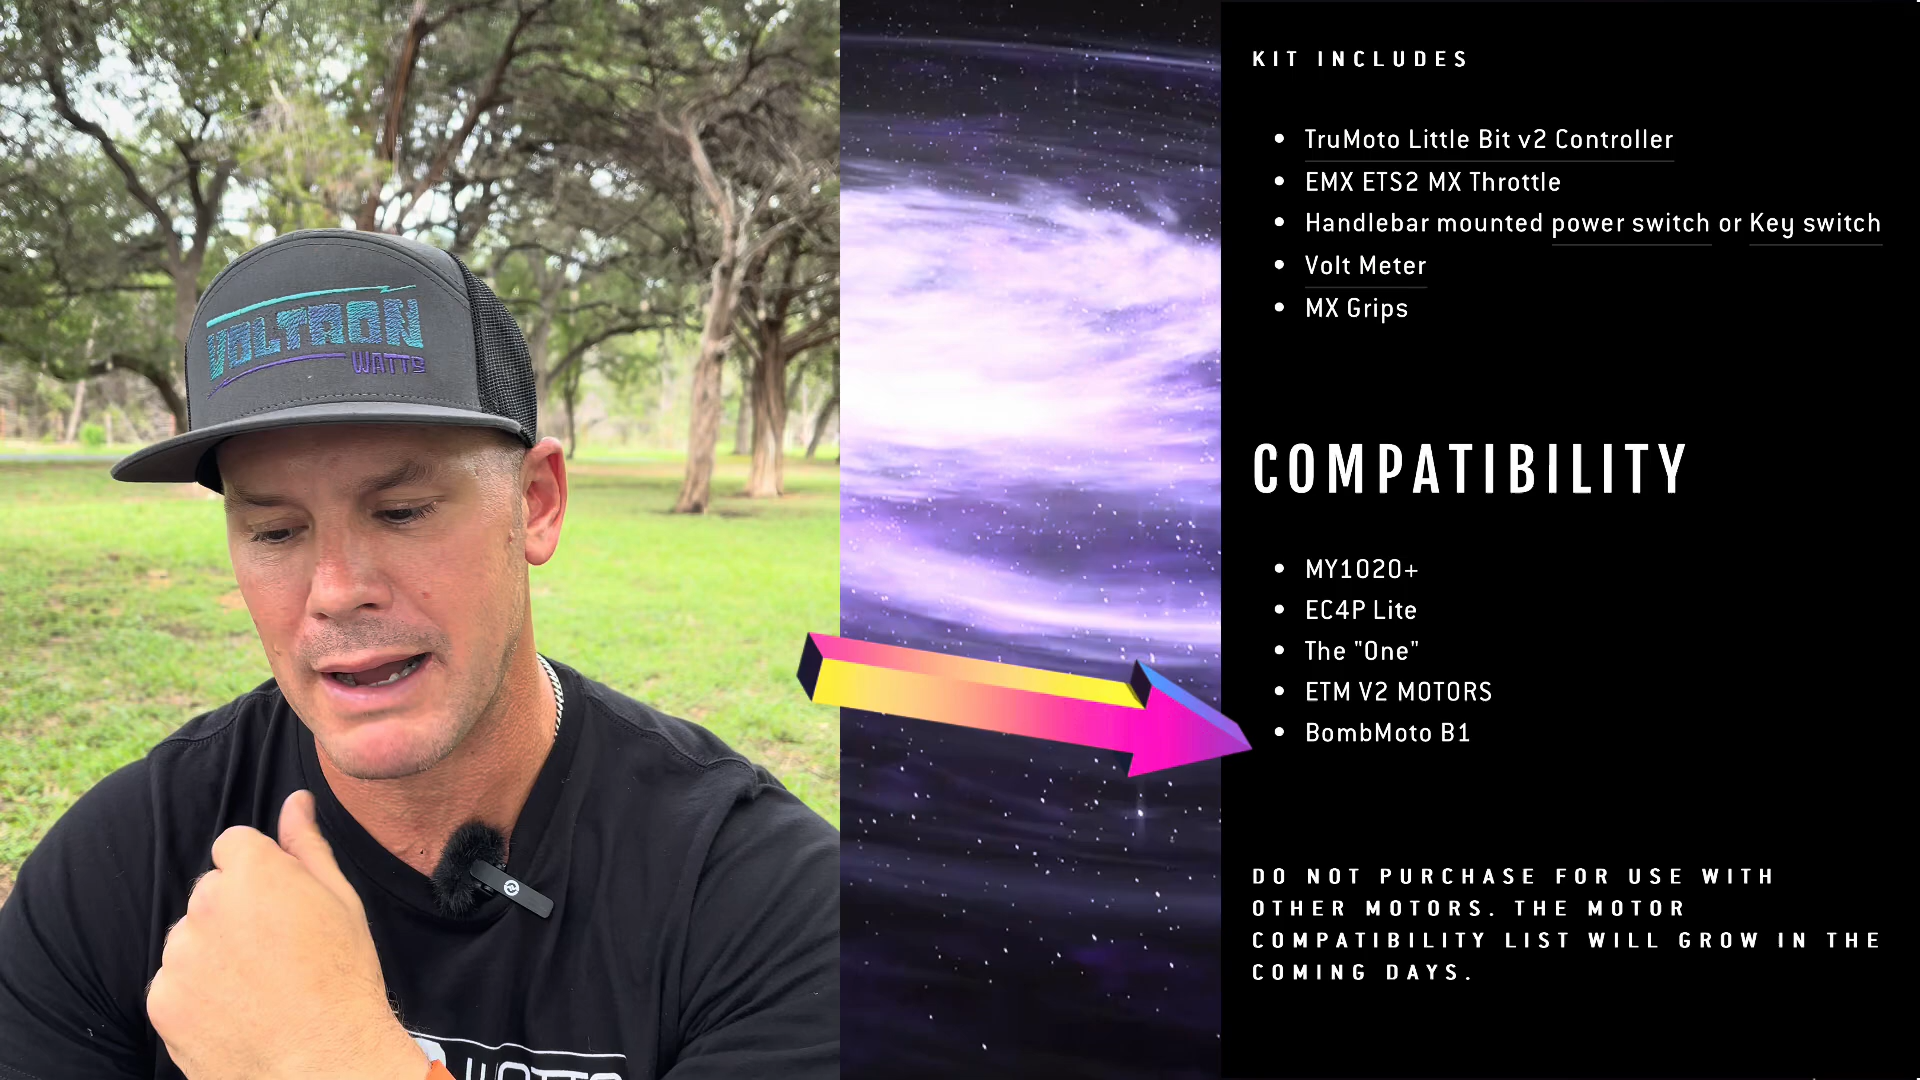 VOLTRON
WATTS
KIT INCLUDES
TruMoto Little Bit v2 Controller
EMX ETS2 MX Throttle
Handlebar mounted power switch or Key switch
Volt Meter
MX Grips
COMPATIBILITY
MY1020+
EC4P Lite
The "One"
ETM V2 MOTORS
BombMoto B1
DO NOT PURCHASE FOR USE WITH
OTHER MOTORS. THE MOTOR
COMPATIBILITY LIST WILL GROW IN THE
COMING DAYS.